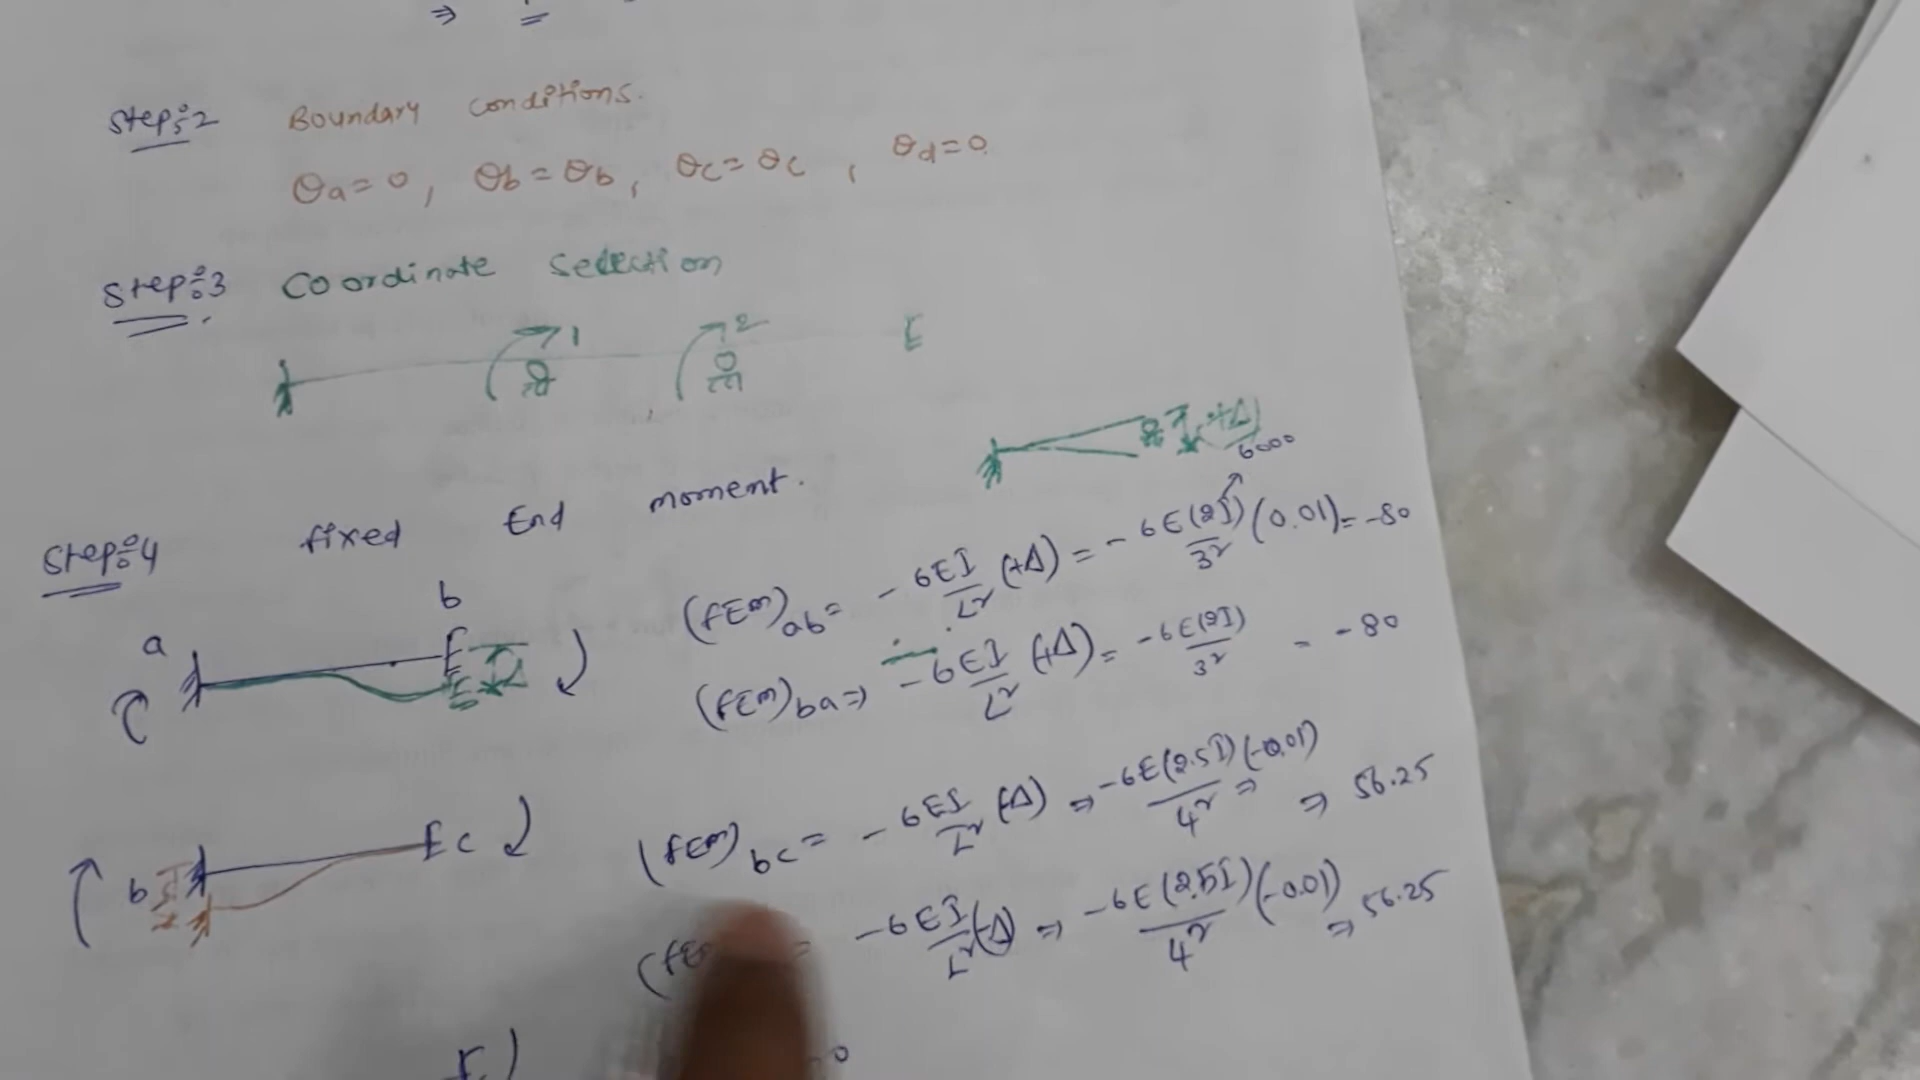 ⇒
Step:2 Boundary Conditions.
θa=0, θb=θb, θc=θc, θd=0.
Step:3 Coordinate Selection
1 2
(+Δ)
6000
Step:4 fixed End moment.
a b
(FEM)ab= -6EI/L² (+Δ) = -6E(2I)/3² (0.01)= -80
(FEM)ba⇒ -6EI/L² (+Δ)= -6E(2I)/3² = -80
b c
(FEM)bc= -6EI/L² (-Δ) ⇒ -6E(2.5I)(-0.01)/4² ⇒ ⇒ 56.25
(FE = -6EI/L² (-Δ) ⇒ -6E(2.5I)/4² (-0.01) ⇒ 56.25
0